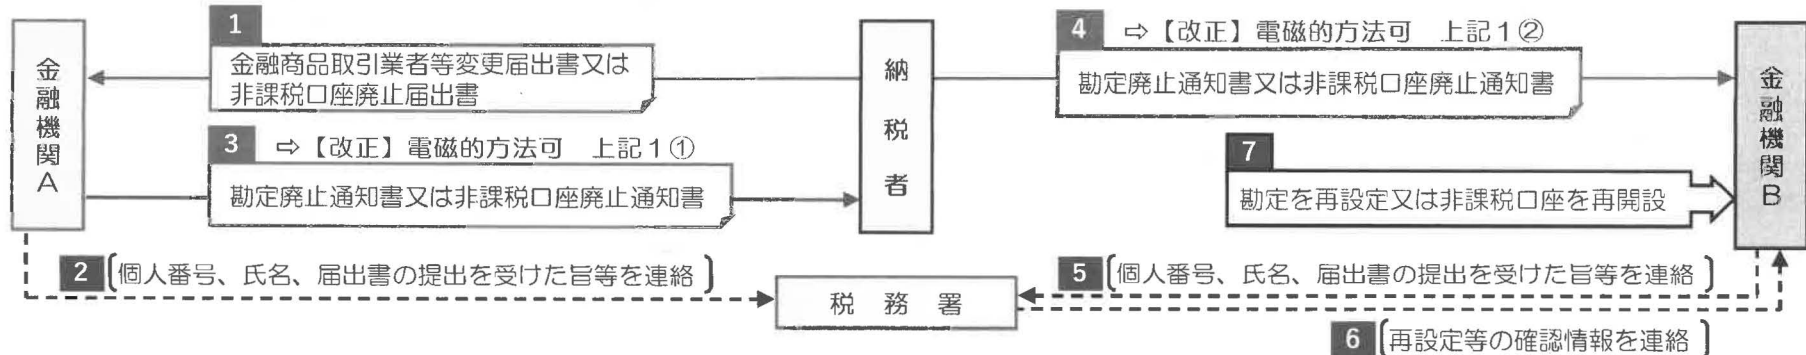 金融機関A
1
金融商品取引業者等変更届出書又は
非課税口座廃止届出書
3 ⇨【改正】電磁的方法可 上記1①
勘定廃止通知書又は非課税口座廃止通知書
2 個人番号、氏名、届出書の提出を受けた旨等を連絡
納税者
税務署
4 ⇨【改正】電磁的方法可 上記1②
勘定廃止通知書又は非課税口座廃止通知書
7
勘定を再設定又は非課税口座を再開設
5 個人番号、氏名、届出書の提出を受けた旨等を連絡
6 再設定等の確認情報を連絡
金融機関B